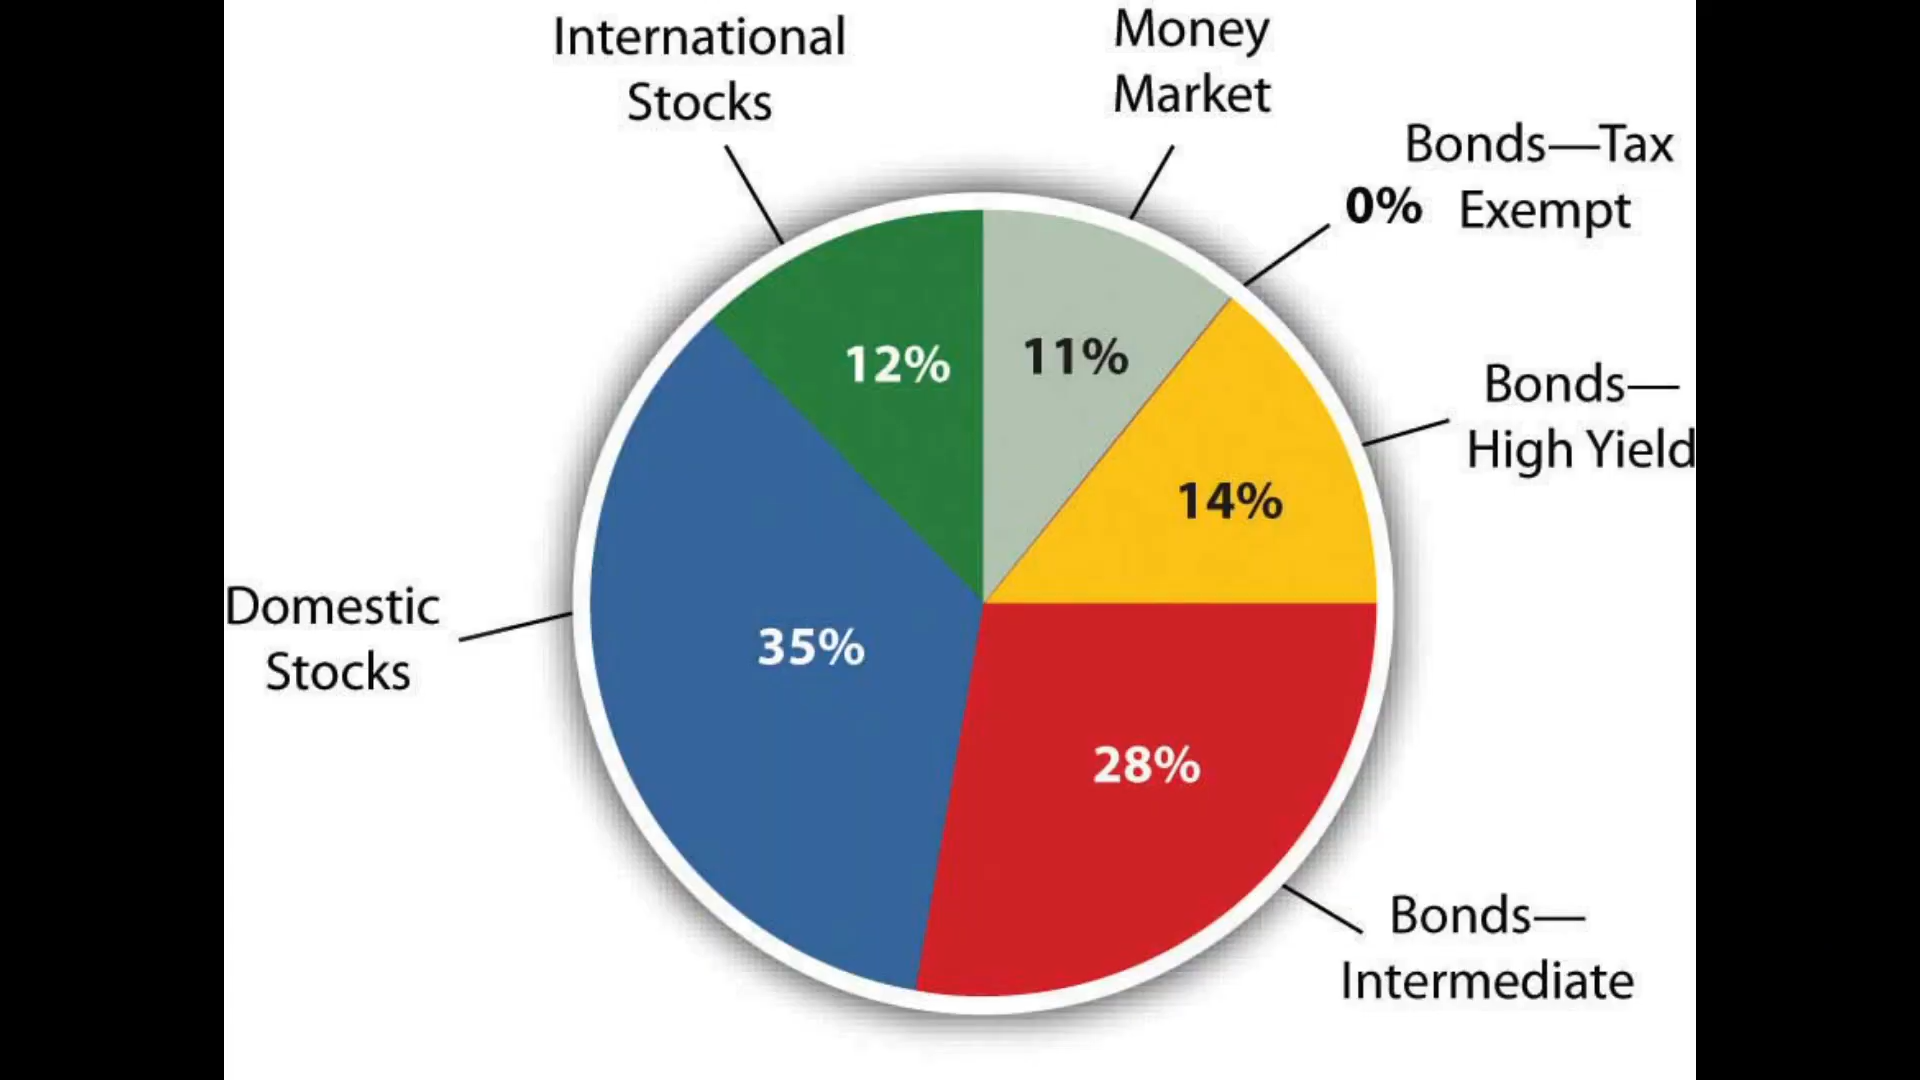 International
Stocks
Money
Market
Bonds—Tax
0% Exempt
12%
11%
Bonds—
High Yield
14%
Domestic
Stocks
35%
28%
Bonds—
Intermediate